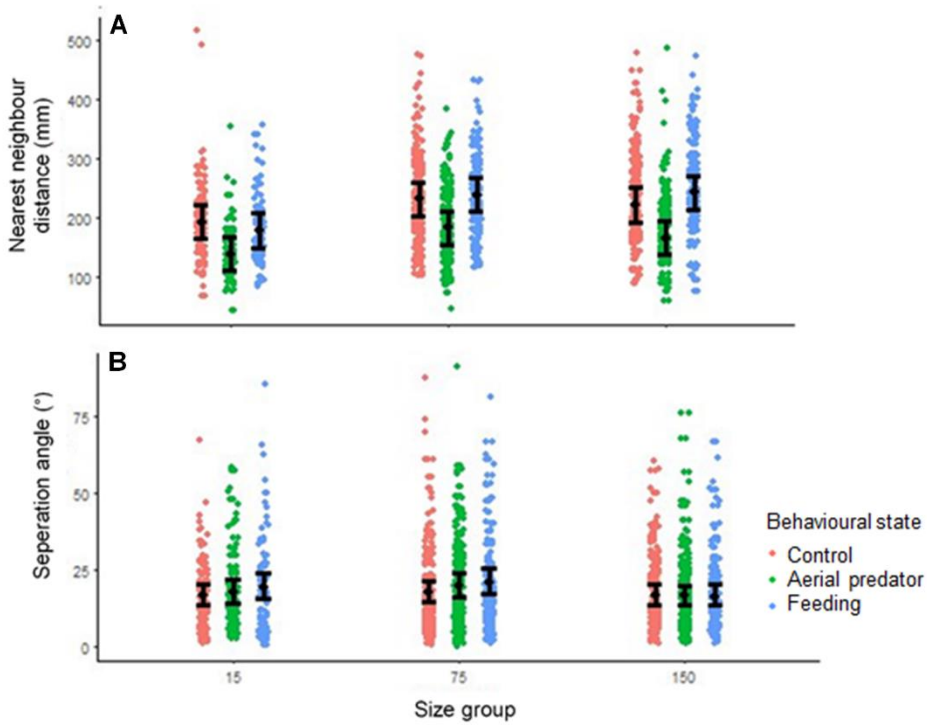 A
Nearest neighbour
distance (mm)
500
400
300
200
100
B
Seperation angle (°)
75
50
25
0
15
75
150
Size group
Behavioural state
Control
Aerial predator
Feeding